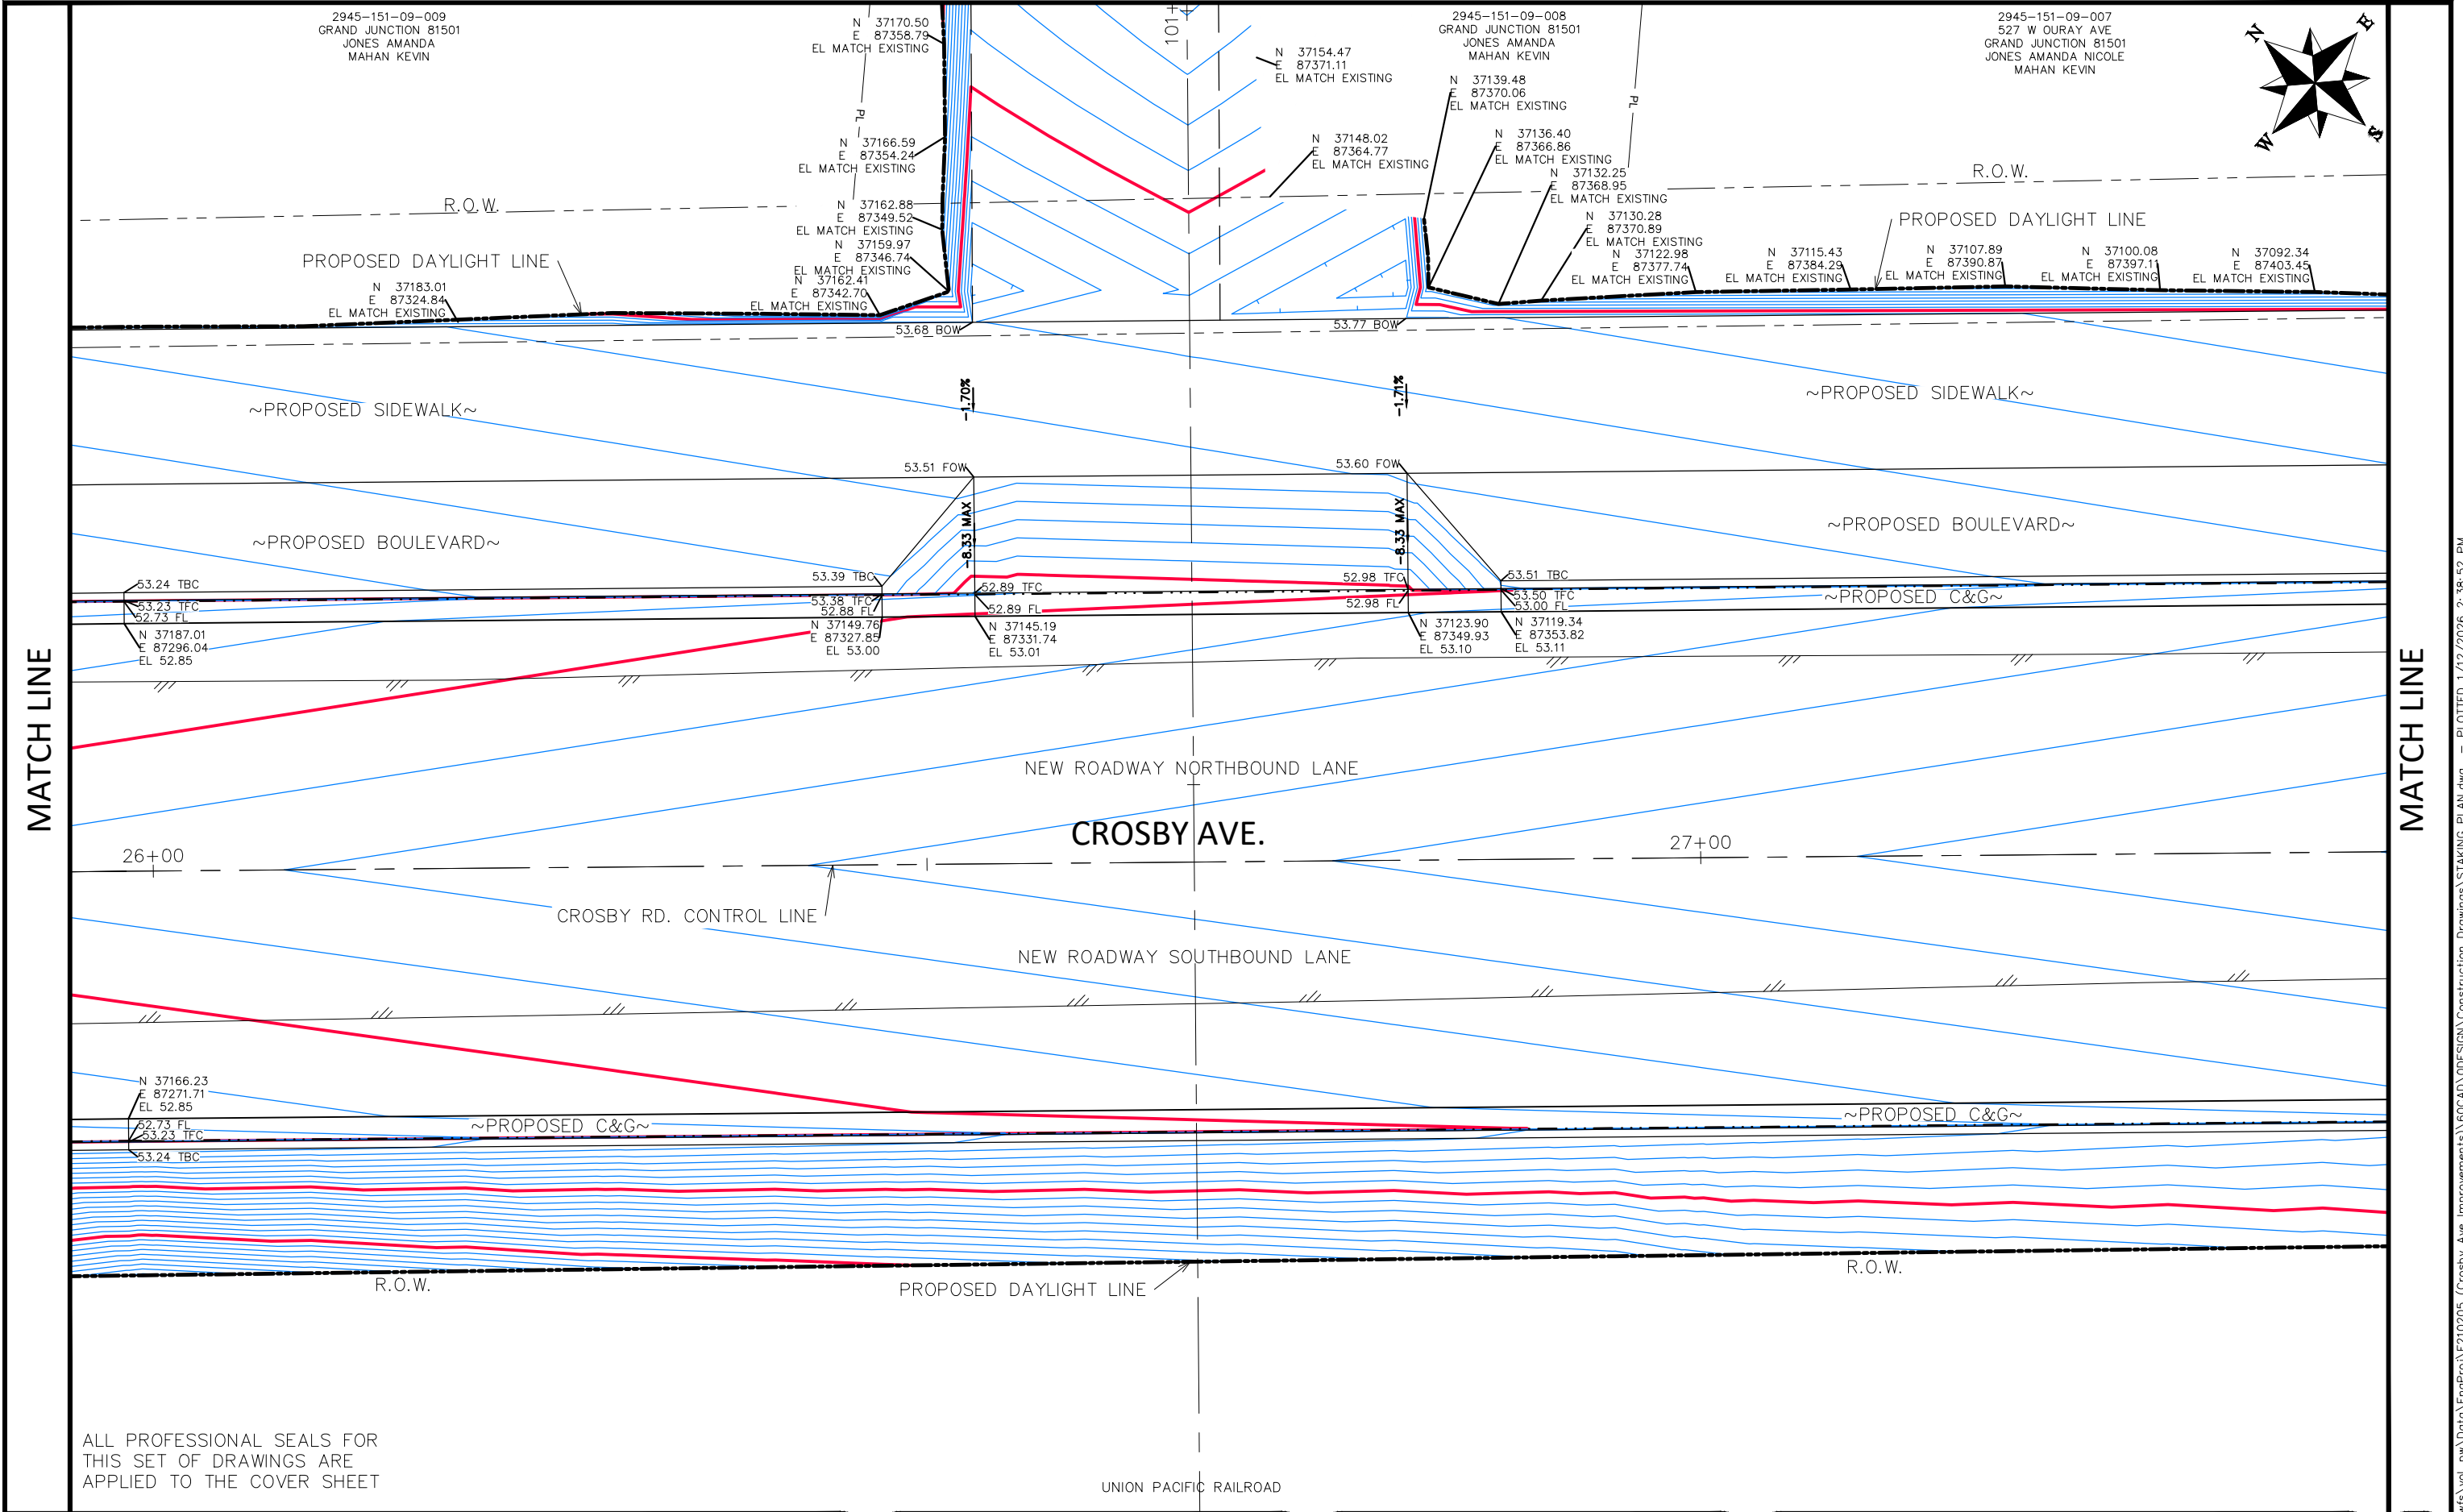 2945-151-09-009
GRAND JUNCTION 81501
JONES AMANDA
MAHAN KEVIN
N 37170.50
E 87358.79
EL MATCH EXISTING
101+
N 37154.47
E 87371.11
EL MATCH EXISTING
2945-151-09-008
GRAND JUNCTION 81501
JONES AMANDA
MAHAN KEVIN
2945-151-09-007
527 W OURAY AVE
GRAND JUNCTION 81501
JONES AMANDA NICOLE
MAHAN KEVIN
N
E
W
S
PL
PL
N 37139.48
E 87370.06
EL MATCH EXISTING
N 37166.59
E 87354.24
EL MATCH EXISTING
N 37148.02
E 87364.77
EL MATCH EXISTING
N 37136.40
E 87366.86
EL MATCH EXISTING
N 37132.25
E 87368.95
EL MATCH EXISTING
R.O.W.
R.O.W.
N 37162.88
E 87349.52
EL MATCH EXISTING
N 37130.28
E 87370.89
EL MATCH EXISTING
PROPOSED DAYLIGHT LINE
PROPOSED DAYLIGHT LINE
N 37159.97
E 87346.74
EL MATCH EXISTING
N 37122.98
E 87377.74
EL MATCH EXISTING
N 37115.43
E 87384.29
EL MATCH EXISTING
N 37107.89
E 87390.87
EL MATCH EXISTING
N 37100.08
E 87397.11
EL MATCH EXISTING
N 37092.34
E 87403.45
EL MATCH EXISTING
N 37183.01
E 87324.84
EL MATCH EXISTING
N 37162.41
E 87342.70
EL MATCH EXISTING
53.68 BOW
53.77 BOW
-1.70%
-1.71%
~PROPOSED SIDEWALK~
~PROPOSED SIDEWALK~
53.51 FOW
53.60 FOW
-8.33 MAX
-8.33 MAX
~PROPOSED BOULEVARD~
~PROPOSED BOULEVARD~
53.24 TBC
53.23 TFC
52.73 FL
N 37187.01
E 87296.04
EL 52.85
53.39 TBC
53.38 TFC
52.88 FL
N 37149.76
E 87327.85
EL 53.00
52.89 TFC
52.89 FL
N 37145.19
E 87331.74
EL 53.01
52.98 TFC
52.98 FL
N 37123.90
E 87349.93
EL 53.10
53.51 TBC
53.50 TFC
53.00 FL
N 37119.34
E 87353.82
EL 53.11
~PROPOSED C&G~
MATCH LINE
MATCH LINE
NEW ROADWAY NORTHBOUND LANE
CROSBY AVE.
26+00
27+00
CROSBY RD. CONTROL LINE
NEW ROADWAY SOUTHBOUND LANE
N 37166.23
E 87271.71
EL 52.85
52.73 FL
53.23 TFC
53.24 TBC
~PROPOSED C&G~
~PROPOSED C&G~
R.O.W.
R.O.W.
PROPOSED DAYLIGHT LINE
ALL PROFESSIONAL SEALS FOR
THIS SET OF DRAWINGS ARE
APPLIED TO THE COVER SHEET
UNION PACIFIC RAILROAD